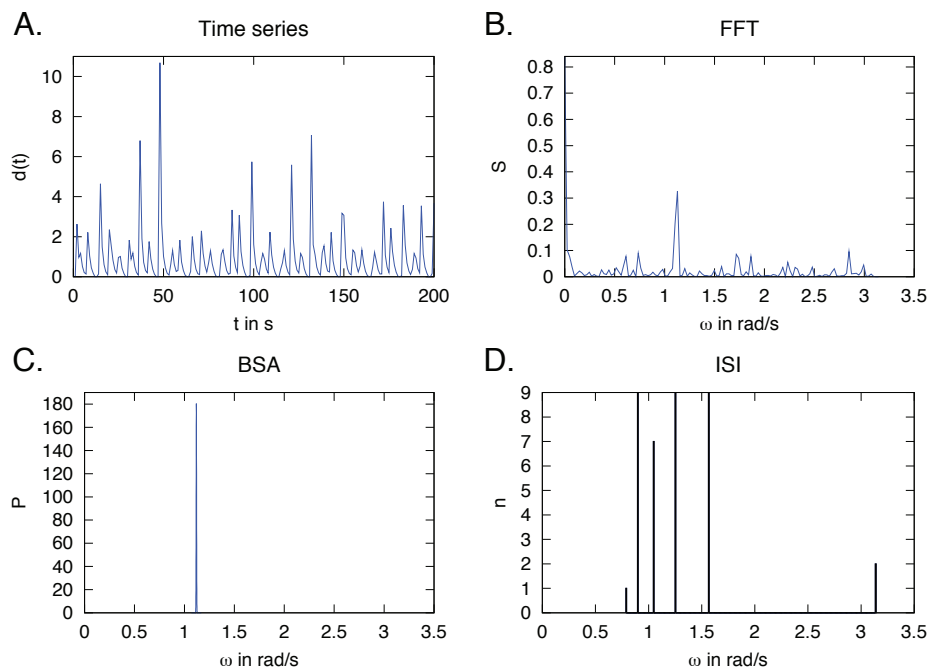 A.
Time series
d(t)
10
8
6
4
2
0
0 50 100 150 200
t in s
B.
FFT
S
0.8
0.7
0.6
0.5
0.4
0.3
0.2
0.1
0
0 0.5 1 1.5 2 2.5 3 3.5
ω in rad/s
C.
BSA
P
180
160
140
120
100
80
60
40
20
0
0 0.5 1 1.5 2 2.5 3 3.5
ω in rad/s
D.
ISI
n
9
8
7
6
5
4
3
2
1
0
0 0.5 1 1.5 2 2.5 3 3.5
ω in rad/s